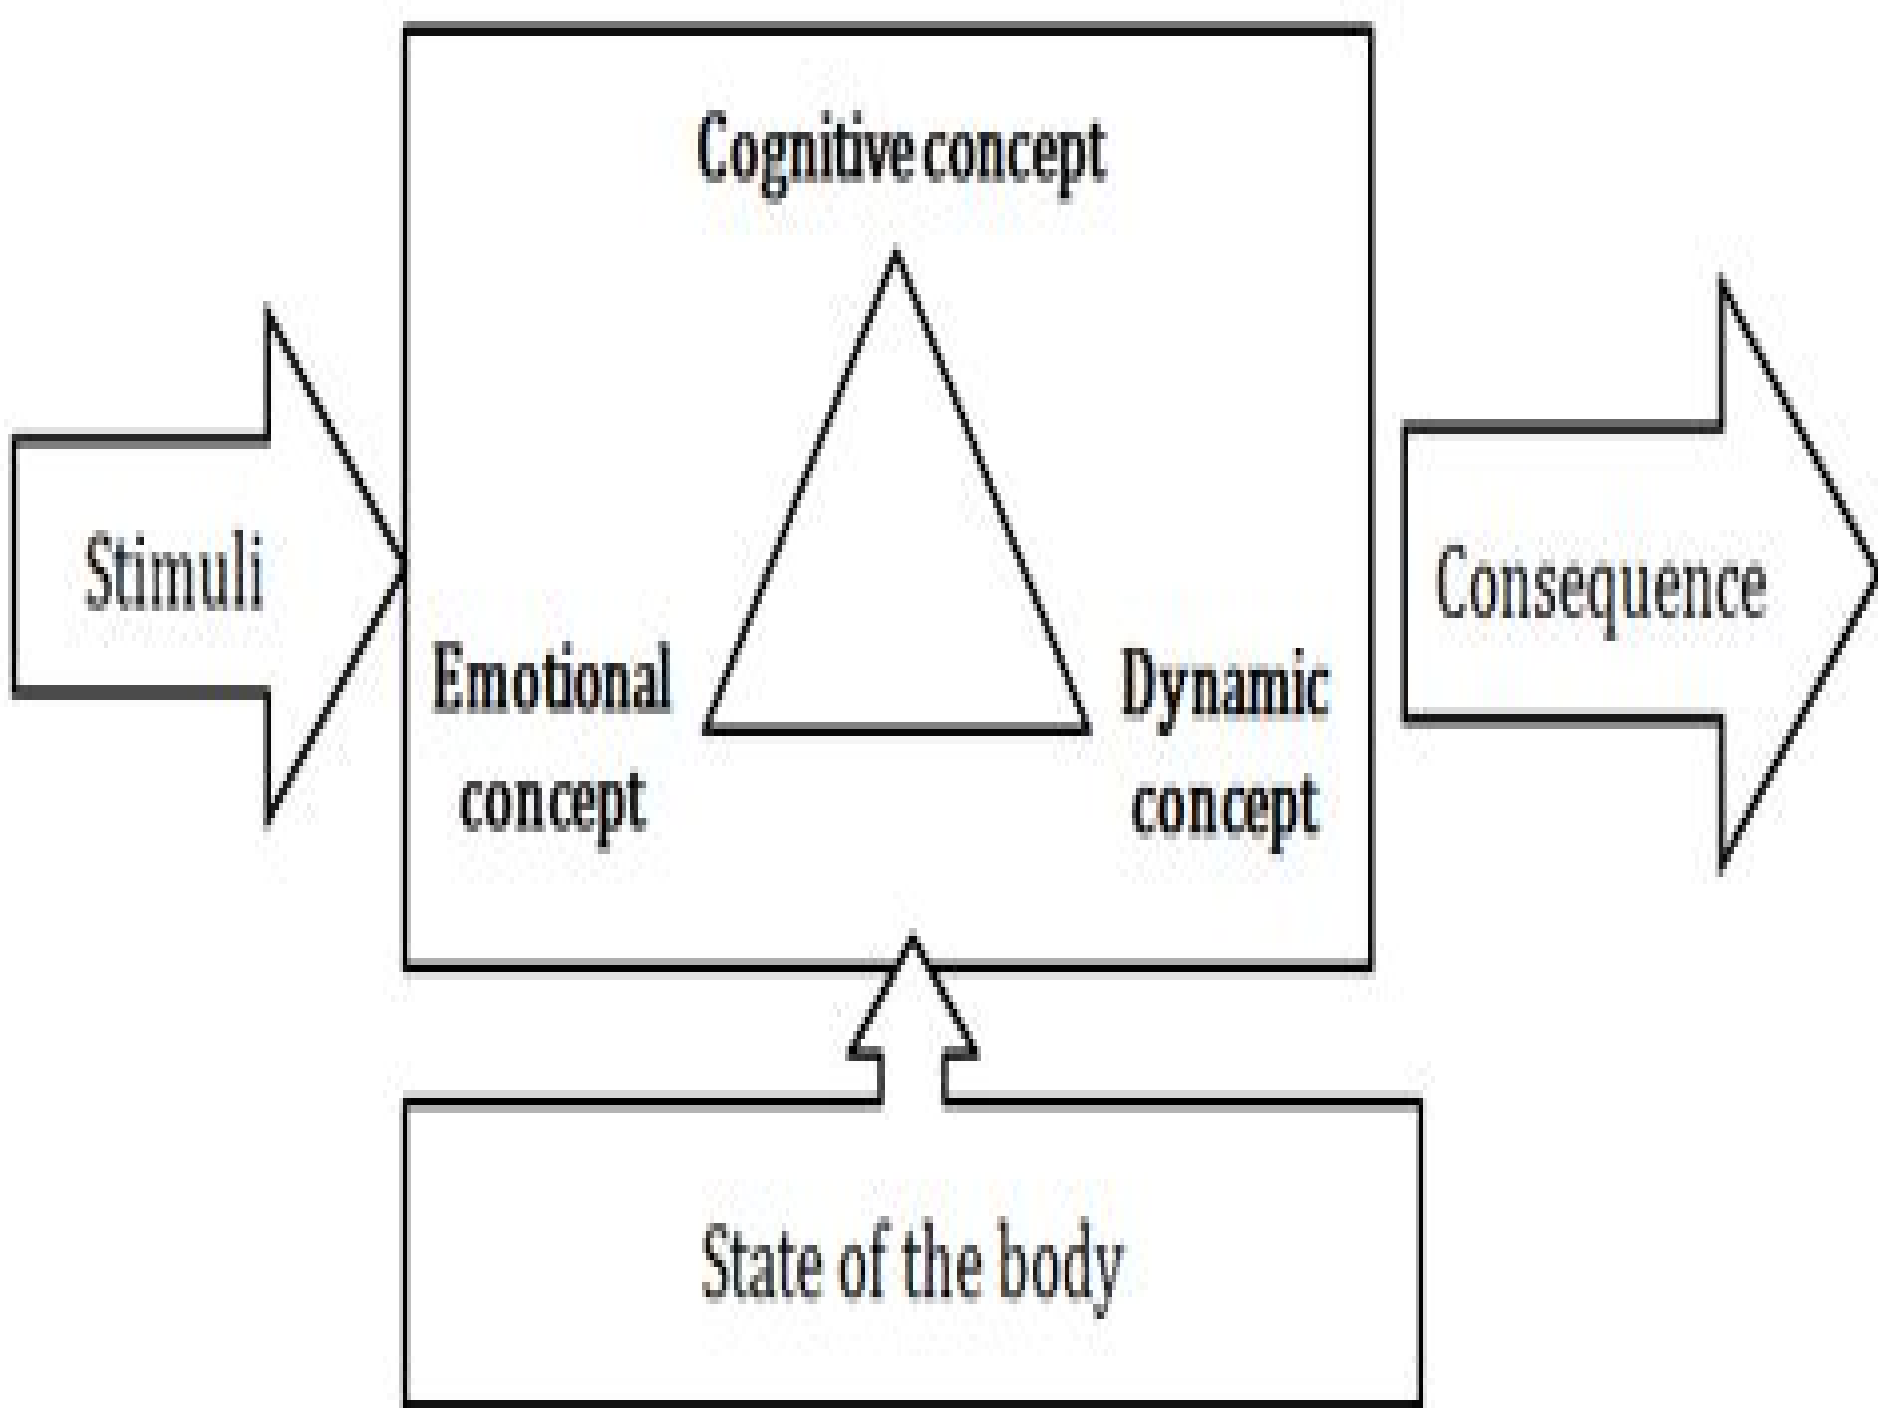 Cognitive concept
Stimuli
Emotional
concept
Dynamic
concept
Consequence
State of the body